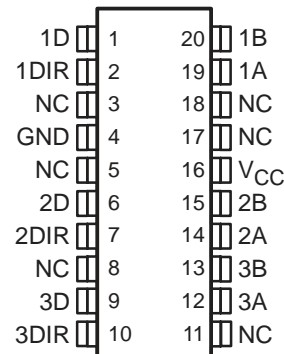 1D 1 20 1B
1DIR 2 19 1A
NC 3 18 NC
GND 4 17 NC
NC 5 16 VCC
2D 6 15 2B
2DIR 7 14 2A
NC 8 13 3B
3D 9 12 3A
3DIR 10 11 NC